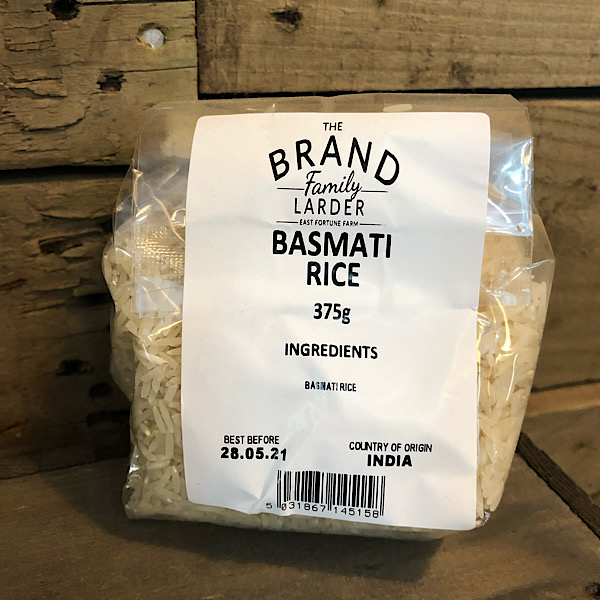 THE
BRAND
Family
LARDER
EAST FORTUNE FARM
BASMATI
RICE
375g
INGREDIENTS
BASMATI RICE
BEST BEFORE
28.05.21
COUNTRY OF ORIGIN
INDIA
5 031867 145158